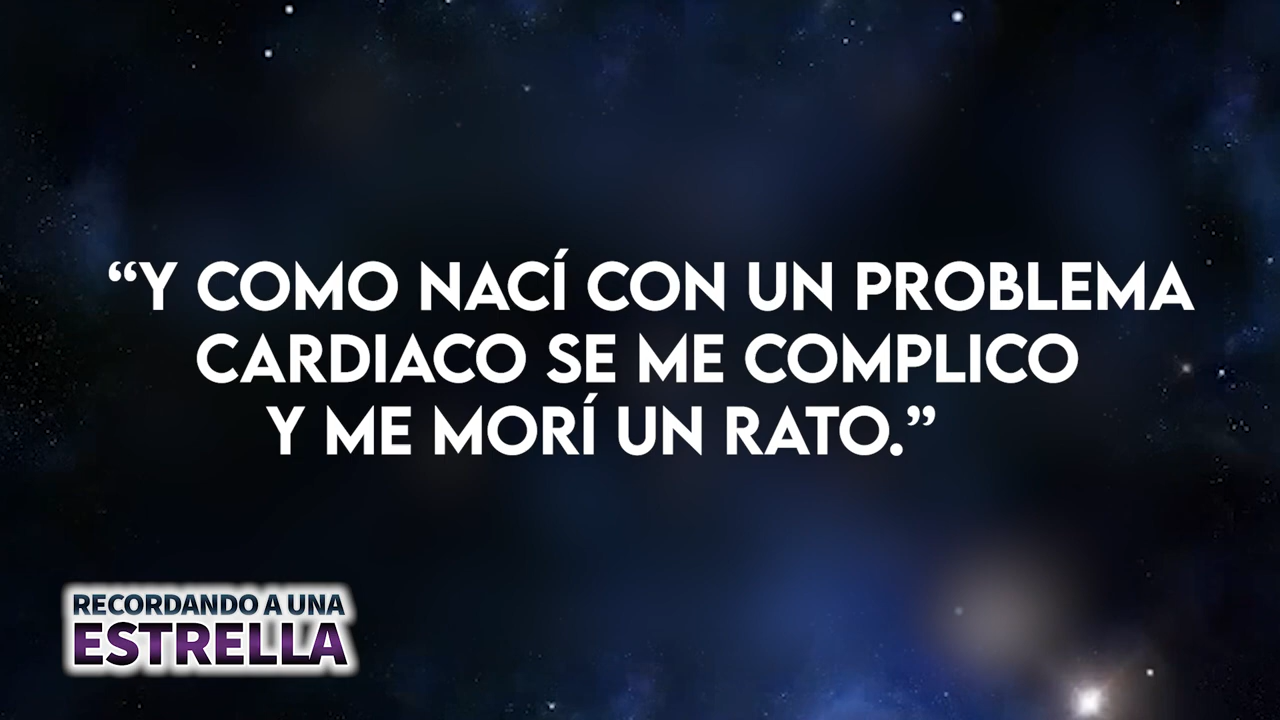 “Y COMO NACÍ CON UN PROBLEMA
CARDIACO SE ME COMPLICO
Y ME MORÍ UN RATO.”
RECORDANDO A UNA
ESTRELLA